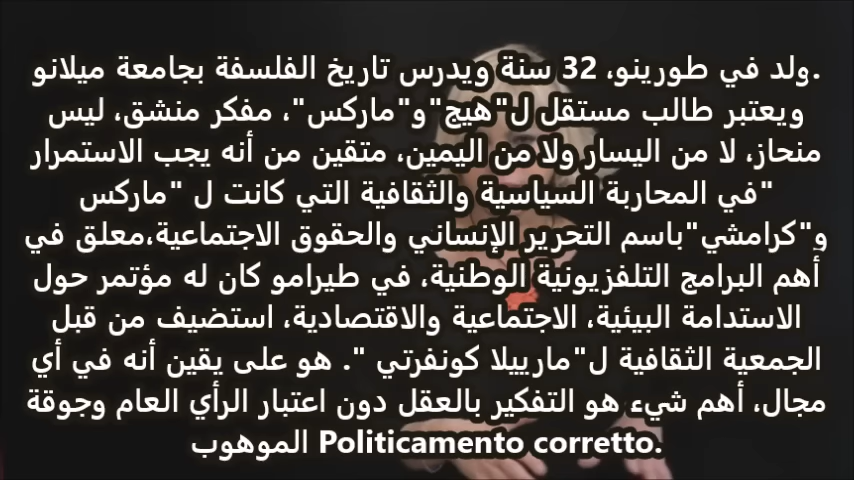 ولد في طورينو، 32 سنة ويدرس تاريخ الفلسفة بجامعة ميلانو.
ويعتبر طالب مستقل ل"هيج"و"ماركس"، مفكر منشق، ليس
منحاز، لا من اليسار ولا من اليمين، متقين من أنه يجب الاستمرار
في المحاربة السياسية والثقافية التي كانت ل "ماركس"
و"كرامشي"باسم التحرير الإنساني والحقوق الاجتماعية،معلق في
أهم البرامج التلفزيونية الوطنية، في طيرامو كان له مؤتمر حول
الاستدامة البيئية، الاجتماعية والاقتصادية، استضيف من قبل
الجمعية الثقافية ل"مارييلا كونفرتي ". هو على يقين أنه في أي
مجال، أهم شيء هو التفكير بالعقل دون اعتبار الرأي العام وجوقة
الموهوب Politicamento corretto.